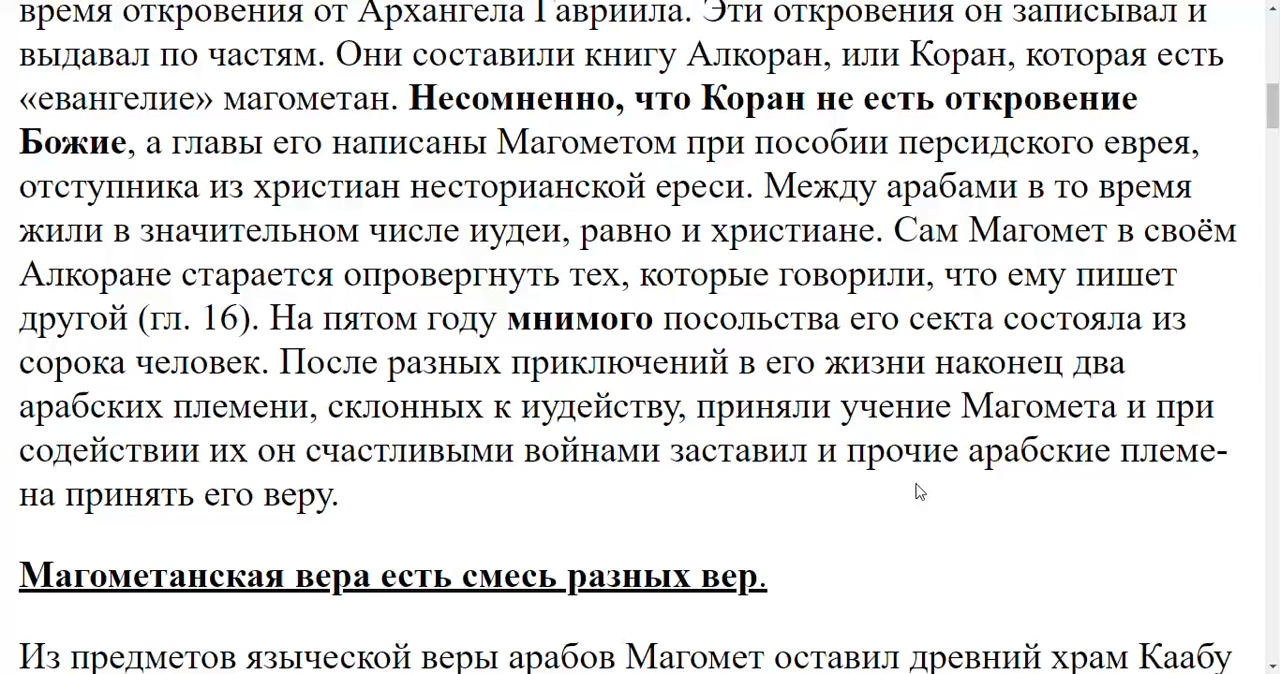 время откровения от Архангела Гавриила. Эти откровения он записывал и
выдавал по частям. Они составили книгу Алкоран, или Коран, которая есть
«евангелие» магометан. Несомненно, что Коран не есть откровение
Божие, а главы его написаны Магометом при пособии персидского еврея,
отступника из христиан несторианской ереси. Между арабами в то время
жили в значительном числе иудеи, равно и христиане. Сам Магомет в своём
Алкоране старается опровергнуть тех, которые говорили, что ему пишет
другой (гл. 16). На пятом году мнимого посольства его секта состояла из
сорока человек. После разных приключений в его жизни наконец два
арабских племени, склонных к иудейству, приняли учение Магомета и при
содействии их он счастливыми войнами заставил и прочие арабские племе-
на принять его веру.
Магометанская вера есть смесь разных вер.
Из предметов языческой веры арабов Магомет оставил древний храм Каабу